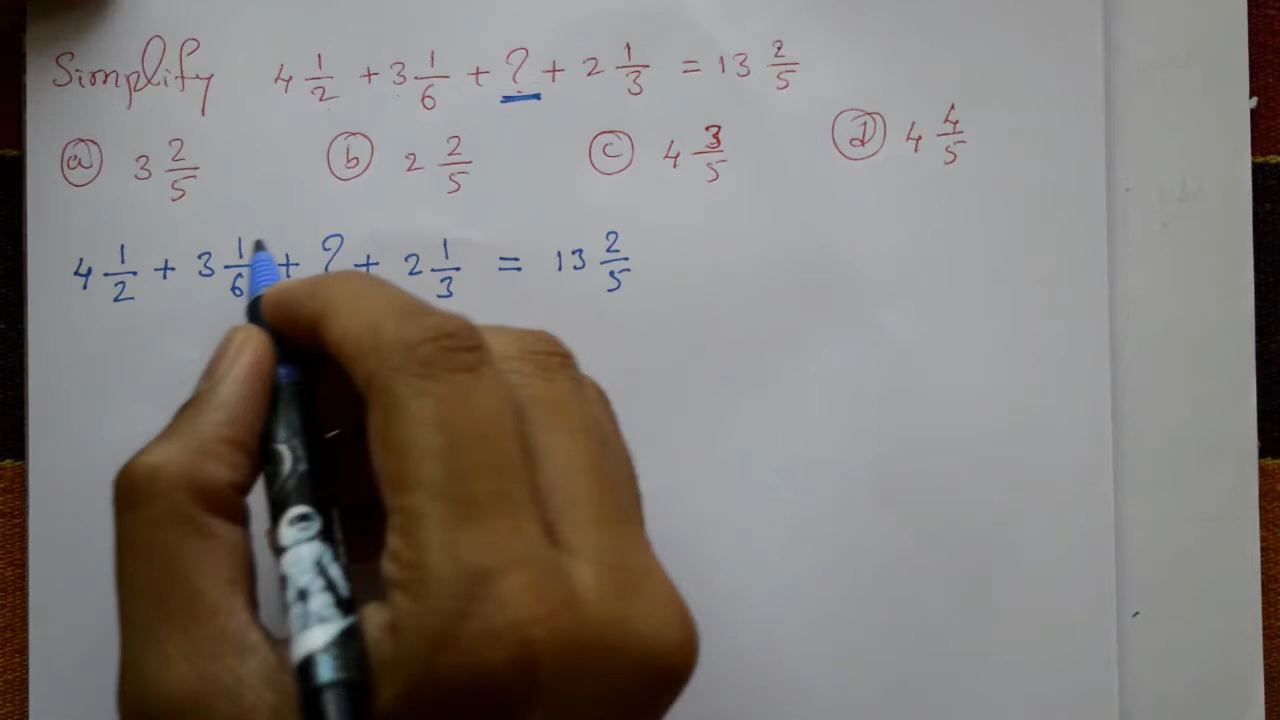 Simplify 4 1/2 + 3 1/6 + ? + 2 1/3 = 13 2/5
(a) 3 2/5 (b) 2 2/5 (c) 4 3/5 (d) 4 4/5
4 1/2 + 3 1/6 + ? + 2 1/3 = 13 2/5